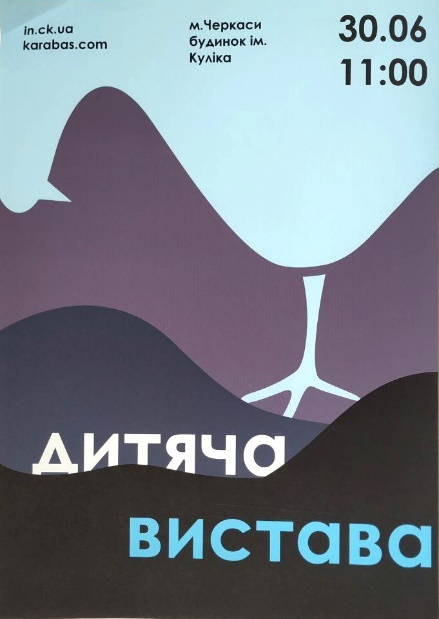 in.ck.ua
karabas.com
м.Черкаси
будинок ім.
Куліка
30.06
11:00
дитяча
вистава